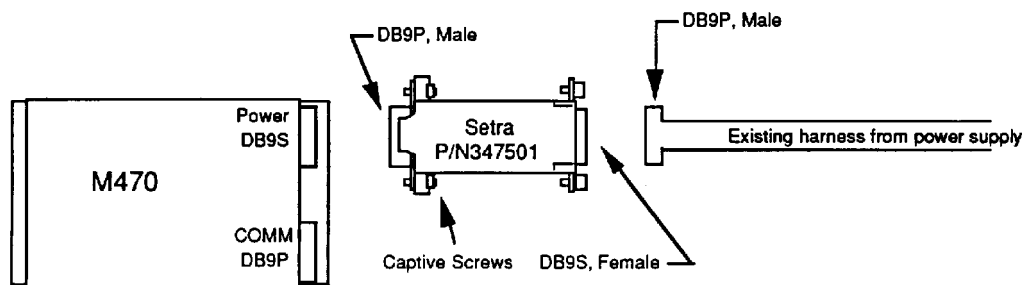 DB9P, Male
DB9P, Male
Power
DB9S
Setra
P/N347501
Existing harness from power supply
M470
COMM
DB9P
Captive Screws
DB9S, Female